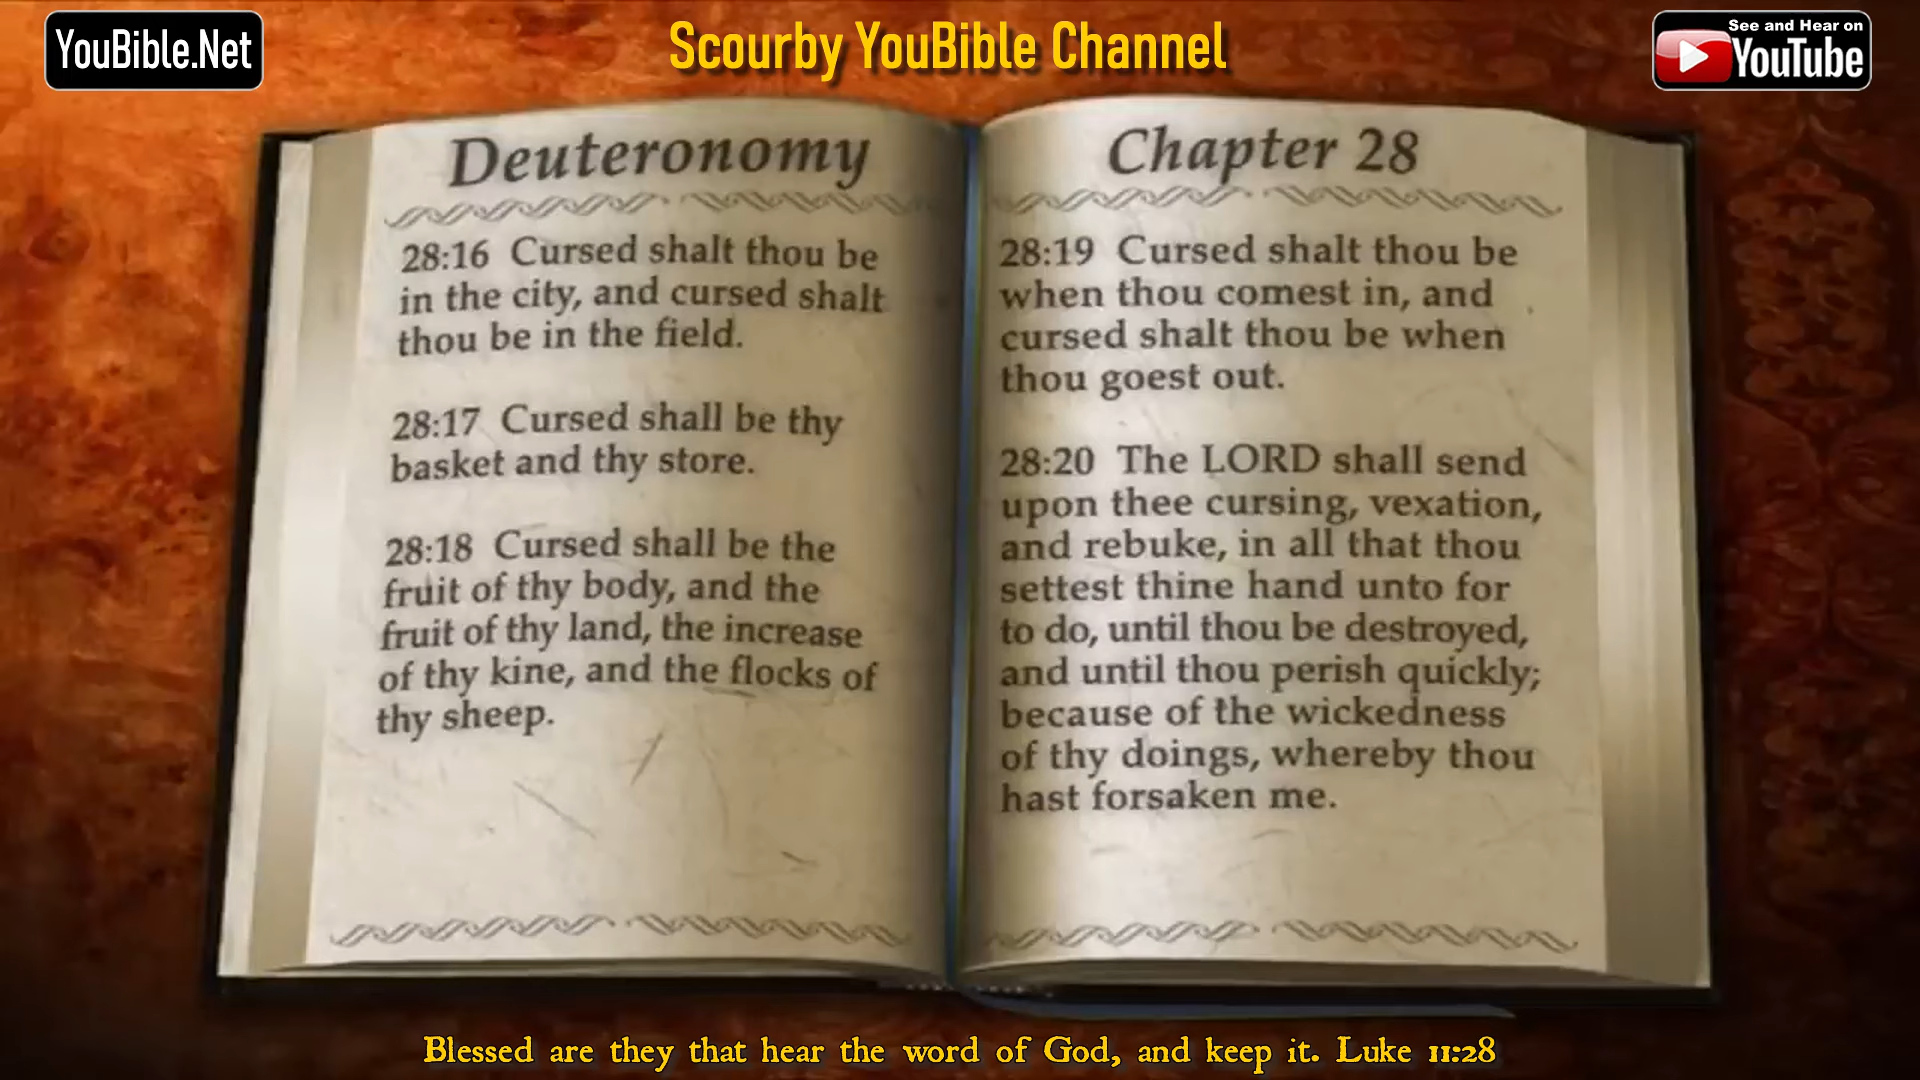 YouBible.Net
Scourby YouBible Channel
See and Hear on
YouTube
Deuteronomy
28:16 Cursed shalt thou be
in the city, and cursed shalt
thou be in the field.
28:17 Cursed shall be thy
basket and thy store.
28:18 Cursed shall be the
fruit of thy body, and the
fruit of thy land, the increase
of thy kine, and the flocks of
thy sheep.
Chapter 28
28:19 Cursed shalt thou be
when thou comest in, and
cursed shalt thou be when
thou goest out.
28:20 The LORD shall send
upon thee cursing, vexation,
and rebuke, in all that thou
settest thine hand unto for
to do, until thou be destroyed,
and until thou perish quickly;
because of the wickedness
of thy doings, whereby thou
hast forsaken me.
Blessed are they that hear the word of God, and keep it. Luke 11:28